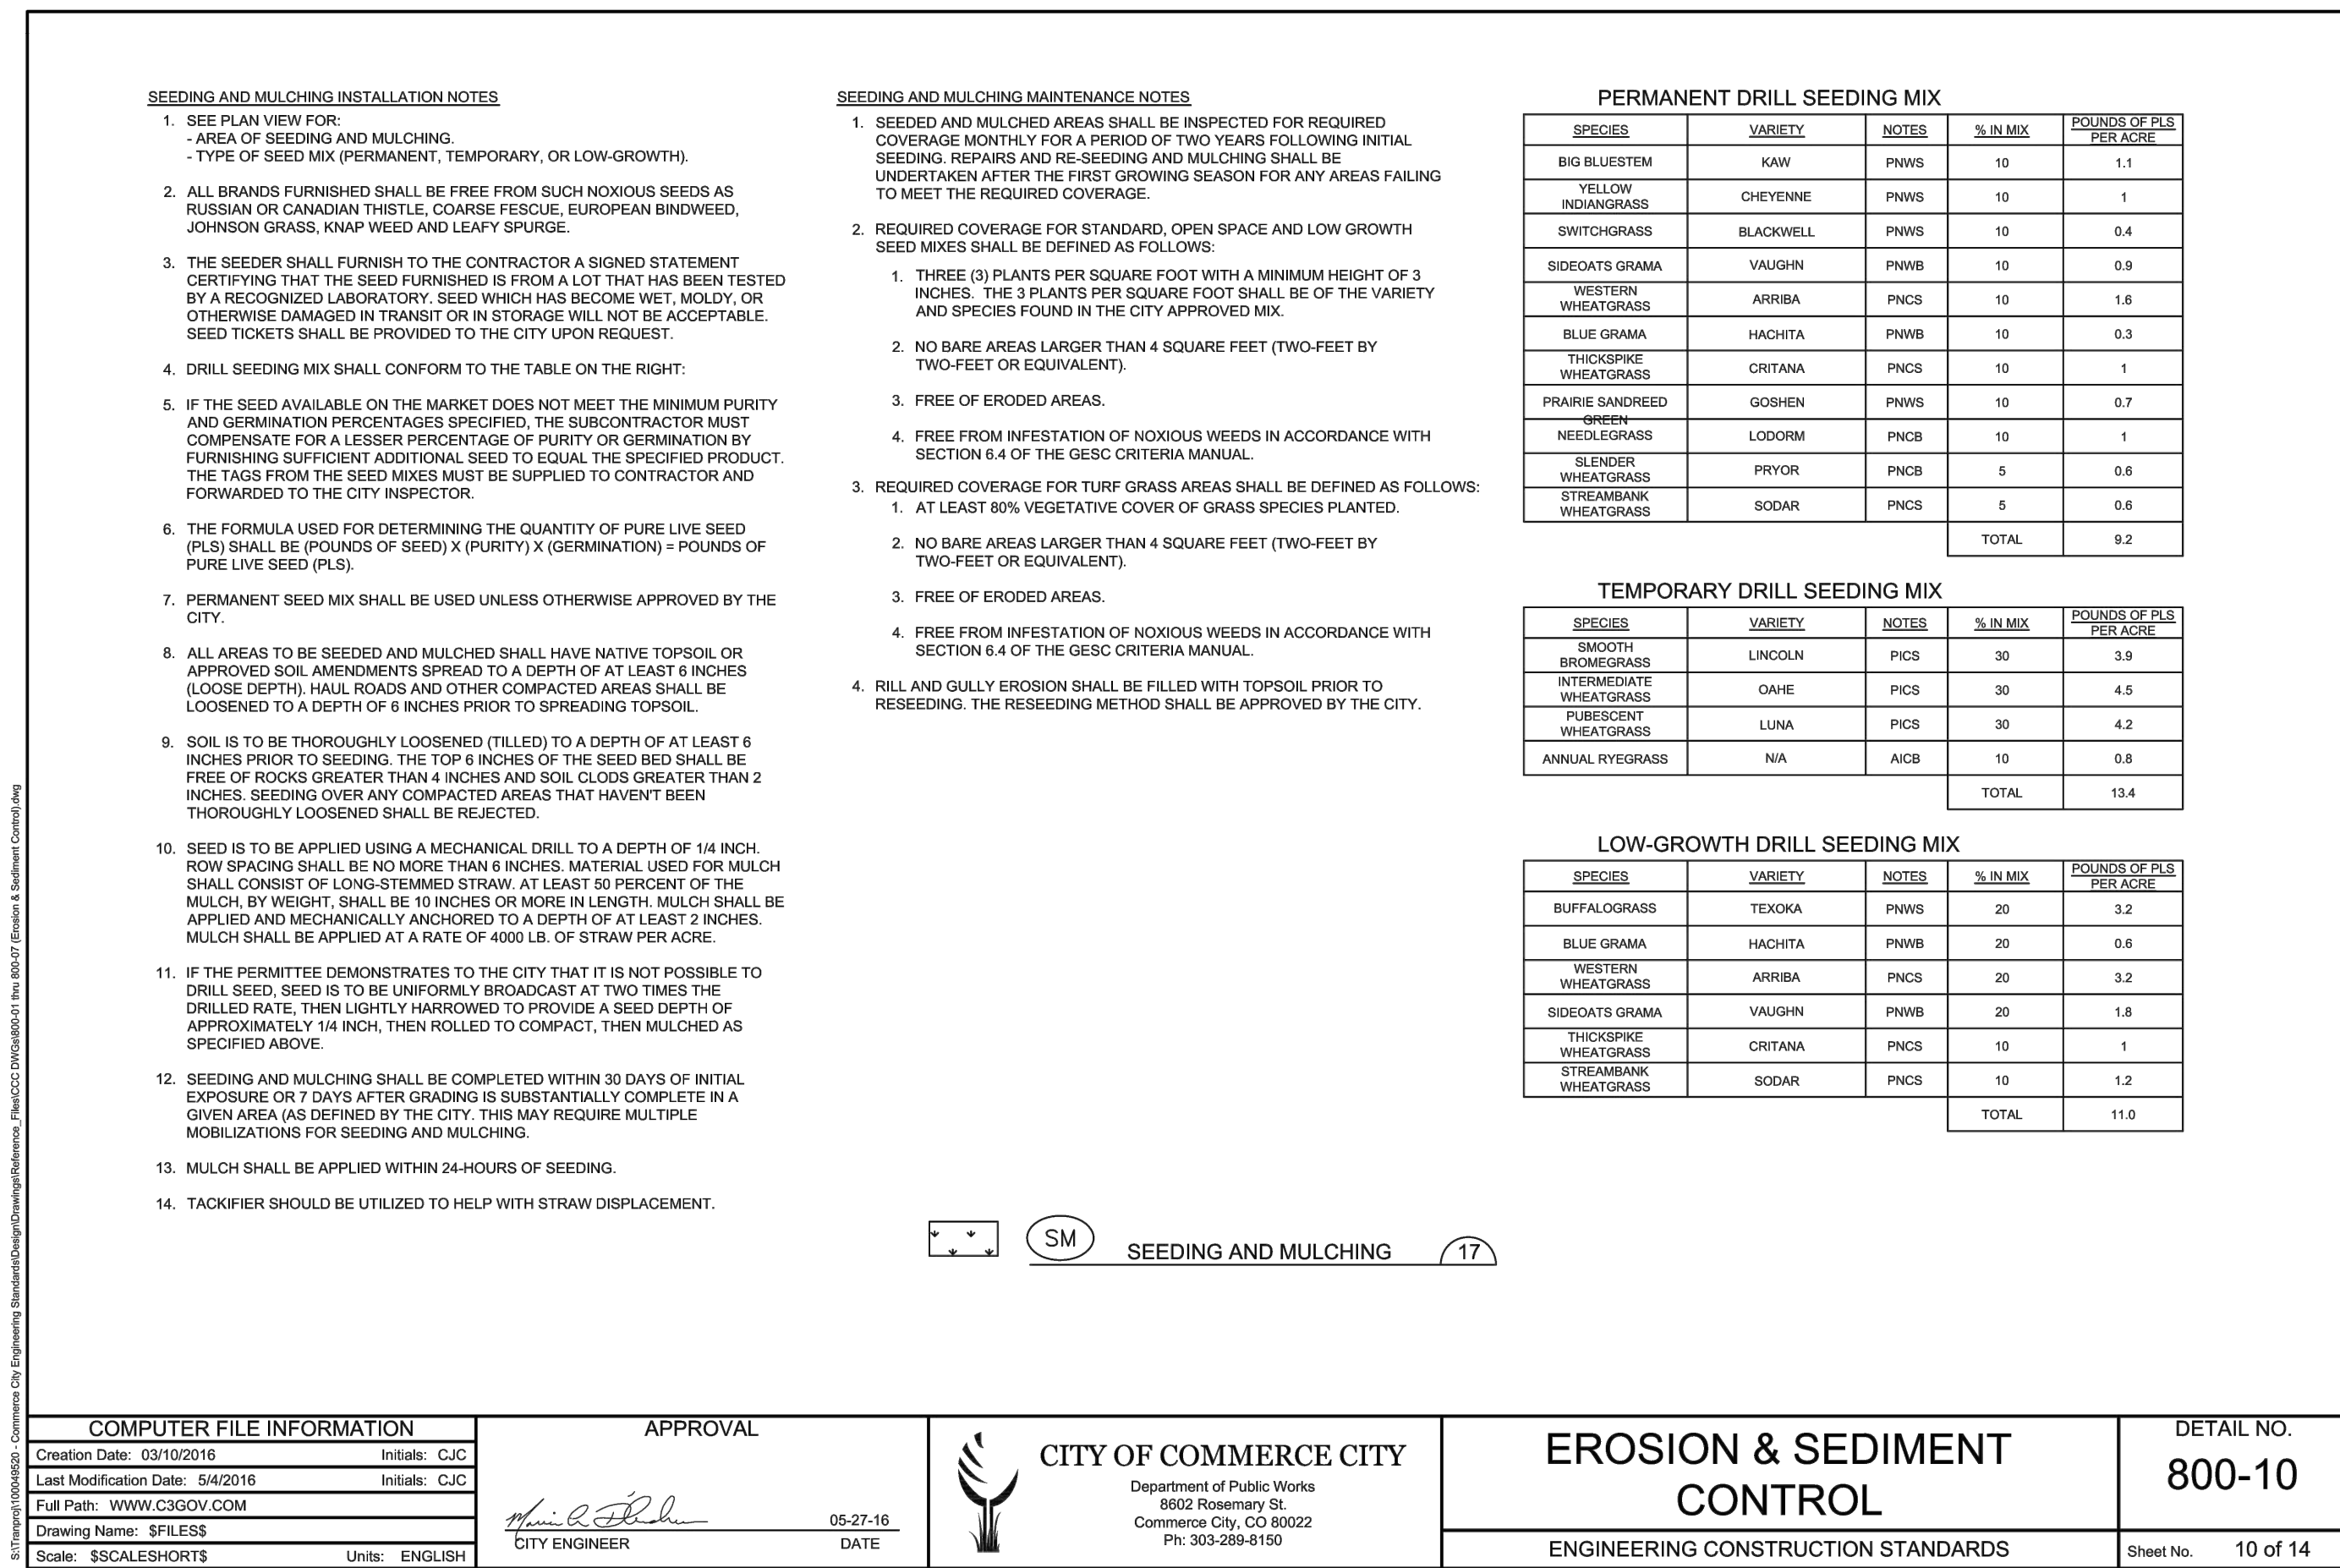 SEEDING AND MULCHING INSTALLATION NOTES
1. SEE PLAN VIEW FOR:
- AREA OF SEEDING AND MULCHING.
- TYPE OF SEED MIX (PERMANENT, TEMPORARY, OR LOW-GROWTH).
2. ALL BRANDS FURNISHED SHALL BE FREE FROM SUCH NOXIOUS SEEDS AS
RUSSIAN OR CANADIAN THISTLE, COARSE FESCUE, EUROPEAN BINDWEED,
JOHNSON GRASS, KNAP WEED AND LEAFY SPURGE.
3. THE SEEDER SHALL FURNISH TO THE CONTRACTOR A SIGNED STATEMENT
CERTIFYING THAT THE SEED FURNISHED IS FROM A LOT THAT HAS BEEN TESTED
BY A RECOGNIZED LABORATORY. SEED WHICH HAS BECOME WET, MOLDY, OR
OTHERWISE DAMAGED IN TRANSIT OR IN STORAGE WILL NOT BE ACCEPTABLE.
SEED TICKETS SHALL BE PROVIDED TO THE CITY UPON REQUEST.
4. DRILL SEEDING MIX SHALL CONFORM TO THE TABLE ON THE RIGHT:
5. IF THE SEED AVAILABLE ON THE MARKET DOES NOT MEET THE MINIMUM PURITY
AND GERMINATION PERCENTAGES SPECIFIED, THE SUBCONTRACTOR MUST
COMPENSATE FOR A LESSER PERCENTAGE OF PURITY OR GERMINATION BY
FURNISHING SUFFICIENT ADDITIONAL SEED TO EQUAL THE SPECIFIED PRODUCT.
THE TAGS FROM THE SEED MIXES MUST BE SUPPLIED TO CONTRACTOR AND
FORWARDED TO THE CITY INSPECTOR.
6. THE FORMULA USED FOR DETERMINING THE QUANTITY OF PURE LIVE SEED
(PLS) SHALL BE (POUNDS OF SEED) X (PURITY) X (GERMINATION) = POUNDS OF
PURE LIVE SEED (PLS).
7. PERMANENT SEED MIX SHALL BE USED UNLESS OTHERWISE APPROVED BY THE
CITY.
8. ALL AREAS TO BE SEEDED AND MULCHED SHALL HAVE NATIVE TOPSOIL OR
APPROVED SOIL AMENDMENTS SPREAD TO A DEPTH OF AT LEAST 6 INCHES
(LOOSE DEPTH). HAUL ROADS AND OTHER COMPACTED AREAS SHALL BE
LOOSENED TO A DEPTH OF 6 INCHES PRIOR TO SPREADING TOPSOIL.
9. SOIL IS TO BE THOROUGHLY LOOSENED (TILLED) TO A DEPTH OF AT LEAST 6
INCHES PRIOR TO SEEDING. THE TOP 6 INCHES OF THE SEED BED SHALL BE
FREE OF ROCKS GREATER THAN 4 INCHES AND SOIL CLODS GREATER THAN 2
INCHES. SEEDING OVER ANY COMPACTED AREAS THAT HAVEN'T BEEN
THOROUGHLY LOOSENED SHALL BE REJECTED.
10. SEED IS TO BE APPLIED USING A MECHANICAL DRILL TO A DEPTH OF 1/4 INCH.
ROW SPACING SHALL BE NO MORE THAN 6 INCHES. MATERIAL USED FOR MULCH
SHALL CONSIST OF LONG-STEMMED STRAW. AT LEAST 50 PERCENT OF THE
MULCH, BY WEIGHT, SHALL BE 10 INCHES OR MORE IN LENGTH. MULCH SHALL BE
APPLIED AND MECHANICALLY ANCHORED TO A DEPTH OF AT LEAST 2 INCHES.
MULCH SHALL BE APPLIED AT A RATE OF 4000 LB. OF STRAW PER ACRE.
11. IF THE PERMITTEE DEMONSTRATES TO THE CITY THAT IT IS NOT POSSIBLE TO
DRILL SEED, SEED IS TO BE UNIFORMLY BROADCAST AT TWO TIMES THE
DRILLED RATE, THEN LIGHTLY HARROWED TO PROVIDE A SEED DEPTH OF
APPROXIMATELY 1/4 INCH, THEN ROLLED TO COMPACT, THEN MULCHED AS
SPECIFIED ABOVE.
12. SEEDING AND MULCHING SHALL BE COMPLETED WITHIN 30 DAYS OF INITIAL
EXPOSURE OR 7 DAYS AFTER GRADING IS SUBSTANTIALLY COMPLETE IN A
GIVEN AREA (AS DEFINED BY THE CITY. THIS MAY REQUIRE MULTIPLE
MOBILIZATIONS FOR SEEDING AND MULCHING.
13. MULCH SHALL BE APPLIED WITHIN 24-HOURS OF SEEDING.
14. TACKIFIER SHOULD BE UTILIZED TO HELP WITH STRAW DISPLACEMENT.
SEEDING AND MULCHING MAINTENANCE NOTES
1. SEEDED AND MULCHED AREAS SHALL BE INSPECTED FOR REQUIRED
COVERAGE MONTHLY FOR A PERIOD OF TWO YEARS FOLLOWING INITIAL
SEEDING. REPAIRS AND RE-SEEDING AND MULCHING SHALL BE
UNDERTAKEN AFTER THE FIRST GROWING SEASON FOR ANY AREAS FAILING
TO MEET THE REQUIRED COVERAGE.
2. REQUIRED COVERAGE FOR STANDARD, OPEN SPACE AND LOW GROWTH
SEED MIXES SHALL BE DEFINED AS FOLLOWS:
1. THREE (3) PLANTS PER SQUARE FOOT WITH A MINIMUM HEIGHT OF 3
INCHES. THE 3 PLANTS PER SQUARE FOOT SHALL BE OF THE VARIETY
AND SPECIES FOUND IN THE CITY APPROVED MIX.
2. NO BARE AREAS LARGER THAN 4 SQUARE FEET (TWO-FEET BY
TWO-FEET OR EQUIVALENT).
3. FREE OF ERODED AREAS.
4. FREE FROM INFESTATION OF NOXIOUS WEEDS IN ACCORDANCE WITH
SECTION 6.4 OF THE GESC CRITERIA MANUAL.
3. REQUIRED COVERAGE FOR TURF GRASS AREAS SHALL BE DEFINED AS FOLLOWS:
1. AT LEAST 80% VEGETATIVE COVER OF GRASS SPECIES PLANTED.
2. NO BARE AREAS LARGER THAN 4 SQUARE FEET (TWO-FEET BY
TWO-FEET OR EQUIVALENT).
3. FREE OF ERODED AREAS.
4. FREE FROM INFESTATION OF NOXIOUS WEEDS IN ACCORDANCE WITH
SECTION 6.4 OF THE GESC CRITERIA MANUAL.
4. RILL AND GULLY EROSION SHALL BE FILLED WITH TOPSOIL PRIOR TO
RESEEDING. THE RESEEDING METHOD SHALL BE APPROVED BY THE CITY.
PERMANENT DRILL SEEDING MIX
SPECIES VARIETY NOTES % IN MIX POUNDS OF PLS PER ACRE
BIG BLUESTEM KAW PNWS 10 1.1
YELLOW INDIANGRASS CHEYENNE PNWS 10 1
SWITCHGRASS BLACKWELL PNWS 10 0.4
SIDEOATS GRAMA VAUGHN PNWB 10 0.9
WESTERN WHEATGRASS ARRIBA PNCS 10 1.6
BLUE GRAMA HACHITA PNWB 10 0.3
THICKSPIKE WHEATGRASS CRITANA PNCS 10 1
PRAIRIE SANDREED GOSHEN PNWS 10 0.7
GREEN NEEDLEGRASS LODORM PNCB 10 1
SLENDER WHEATGRASS PRYOR PNCB 5 0.6
STREAMBANK WHEATGRASS SODAR PNCS 5 0.6
TOTAL 9.2
TEMPORARY DRILL SEEDING MIX
SPECIES VARIETY NOTES % IN MIX POUNDS OF PLS PER ACRE
SMOOTH BROMEGRASS LINCOLN PICS 30 3.9
INTERMEDIATE WHEATGRASS OAHE PICS 30 4.5
PUBESCENT WHEATGRASS LUNA PICS 30 4.2
ANNUAL RYEGRASS N/A AICB 10 0.8
TOTAL 13.4
LOW-GROWTH DRILL SEEDING MIX
SPECIES VARIETY NOTES % IN MIX POUNDS OF PLS PER ACRE
BUFFALOGRASS TEXOKA PNWS 20 3.2
BLUE GRAMA HACHITA PNWB 20 0.6
WESTERN WHEATGRASS ARRIBA PNCS 20 3.2
SIDEOATS GRAMA VAUGHN PNWB 20 1.8
THICKSPIKE WHEATGRASS CRITANA PNCS 10 1
STREAMBANK WHEATGRASS SODAR PNCS 10 1.2
TOTAL 11.0
SM SEEDING AND MULCHING 17
S:\Tranproj\100049520 - Commerce City Engineering Standards\Design\Drawings\Reference_Files\CCC DWGs\800-01 thru 800-07 (Erosion & Sediment Control).dwg
COMPUTER FILE INFORMATION
Creation Date: 03/10/2016 Initials: CJC
Last Modification Date: 5/4/2016 Initials: CJC
Full Path: WWW.C3GOV.COM
Drawing Name: $FILES$
Scale: $SCALESHORT$ Units: ENGLISH
APPROVAL
05-27-16
CITY ENGINEER DATE
CITY OF COMMERCE CITY
Department of Public Works
8602 Rosemary St.
Commerce City, CO 80022
Ph: 303-289-8150
EROSION & SEDIMENT
CONTROL
ENGINEERING CONSTRUCTION STANDARDS
DETAIL NO.
800-10
Sheet No. 10 of 14